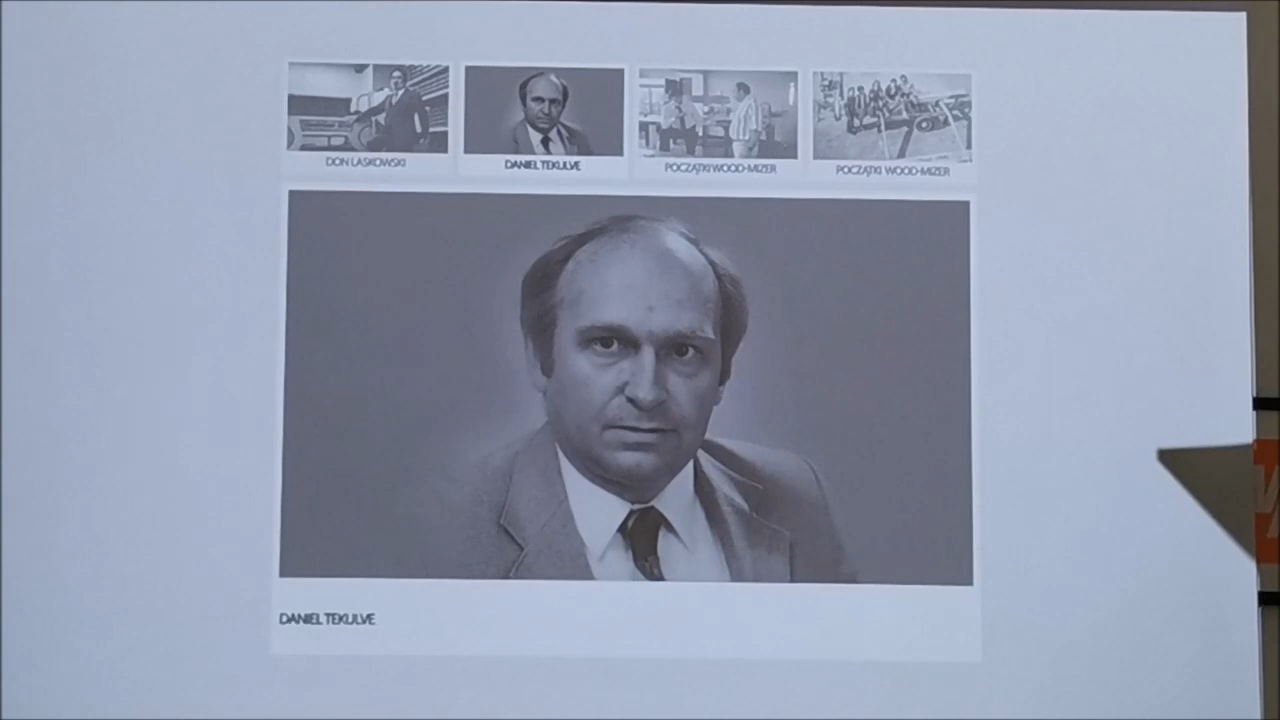 DON LASKOWSKI
DANIEL TEKULVE
POCZĄTKI WOOD-MIZER
POCZĄTKI WOOD-MIZER
DANIEL TEKULVE